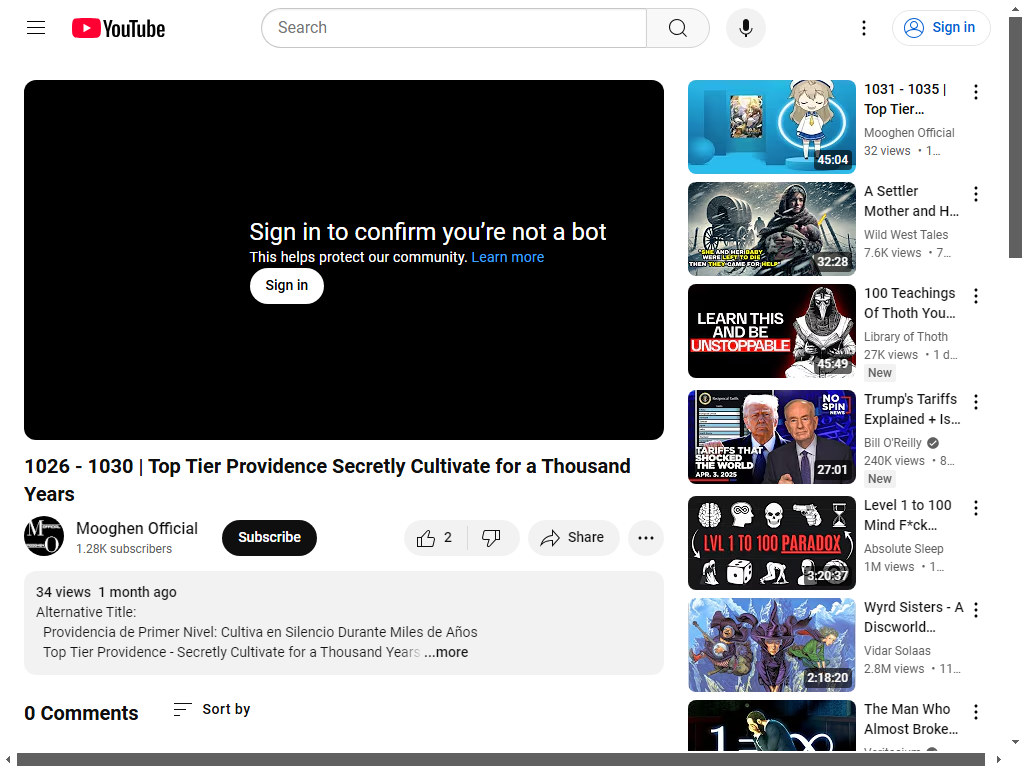 YouTube
Search
Sign in
Sign in to confirm you’re not a bot
This helps protect our community. Learn more
Sign in
1026 - 1030 | Top Tier Providence Secretly Cultivate for a Thousand
Years
Mooghen Official
1.28K subscribers
Subscribe
2
Share
34 views 1 month ago
Alternative Title:
Providencia de Primer Nivel: Cultiva en Silencio Durante Miles de Años
Top Tier Providence - Secretly Cultivate for a Thousand Years ...more
0 Comments
Sort by
45:04
1031 - 1035 |
Top Tier…
Mooghen Official
32 views • 1…
"SHE AND HER BABY
WERE LEFT TO DIE
THEN THEY CAME FOR HELP"
32:28
A Settler
Mother and H…
Wild West Tales
7.6K views • 7…
LEARN THIS
AND BE
UNSTOPPABLE
45:49
100 Teachings
Of Thoth You…
Library of Thoth
27K views • 1 d…
New
Reciprocal Tariffs
NO
SPIN
NEWS
TARIFFS THAT
SHOCKED
THE WORLD
APR. 3, 2025
27:01
Trump's Tariffs
Explained + Is…
Bill O'Reilly
240K views • 8…
New
LVL 1 TO 100 PARADOX
3:20:37
Level 1 to 100
Mind F*ck…
Absolute Sleep
1M views • 1…
2:18:20
Wyrd Sisters - A
Discworld…
Vidar Solaas
2.8M views • 11…
The Man Who
Almost Broke…
Veritasium